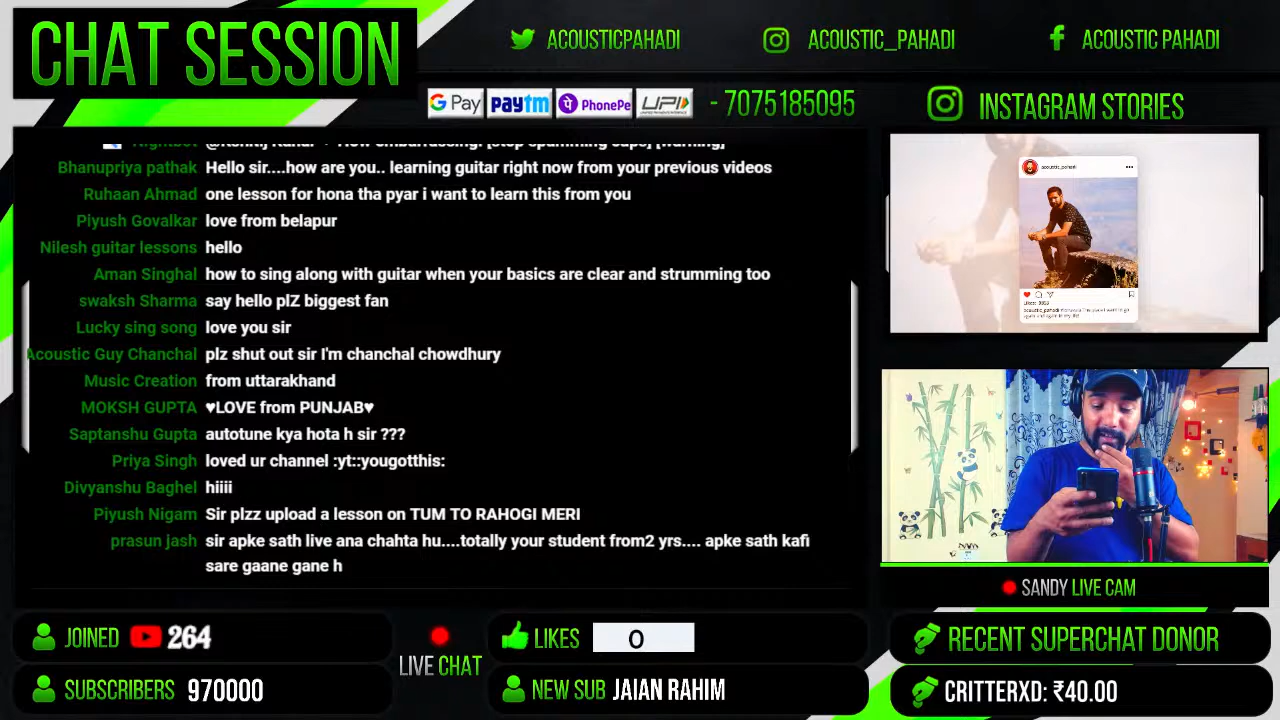 CHAT SESSION
ACOUSTICPAHADI
ACOUSTIC_PAHADI
ACOUSTIC PAHADI
G Pay
paytm
PhonePe
UPI
- 7075185095
INSTAGRAM STORIES
Bhanupriya pathak Hello sir....how are you.. learning guitar right now from your previous videos
Ruhaan Ahmad one lesson for hona tha pyar i want to learn this from you
Piyush Govalkar love from belapur
Nilesh guitar lessons hello
Aman Singhal how to sing along with guitar when your basics are clear and strumming too
swaksh Sharma say hello plZ biggest fan
Lucky sing song love you sir
Acoustic Guy Chanchal plz shut out sir I'm chanchal chowdhury
Music Creation from uttarakhand
MOKSH GUPTA ♥LOVE from PUNJAB♥
Saptanshu Gupta autotune kya hota h sir ???
Priya Singh loved ur channel :yt::yougotthis:
Divyanshu Baghel hiiii
Piyush Nigam Sir plzz upload a lesson on TUM TO RAHOGI MERI
prasun jash sir apke sath live ana chahta hu....totally your student from2 yrs.... apke sath kafi
sare gaane gane h
acoustic_pahadi
SANDY LIVE CAM
JOINED 264
LIVE CHAT
LIKES 0
RECENT SUPERCHAT DONOR
SUBSCRIBERS 970000
NEW SUB JAIAN RAHIM
CRITTERXD: ₹40.00